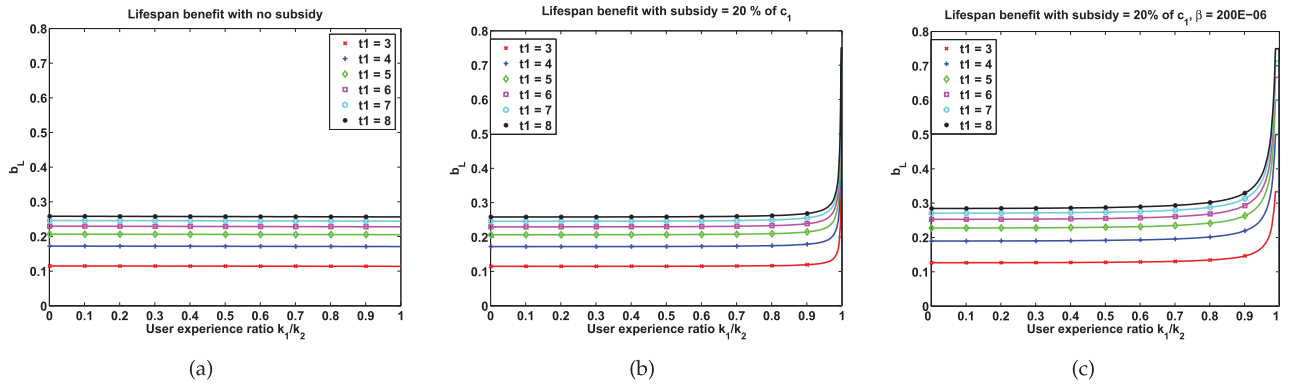 Lifespan benefit with no subsidy
0.8
0.7
0.6
0.5
0.4
0.3
0.2
0.1
0
b_L
t1 = 3
t1 = 4
t1 = 5
t1 = 6
t1 = 7
t1 = 8
0 0.1 0.2 0.3 0.4 0.5 0.6 0.7 0.8 0.9 1
User experience ratio k_1/k_2
(a)
Lifespan benefit with subsidy = 20 % of c_1
0.8
0.7
0.6
0.5
0.4
0.3
0.2
0.1
0
b_L
t1 = 3
t1 = 4
t1 = 5
t1 = 6
t1 = 7
t1 = 8
0 0.1 0.2 0.3 0.4 0.5 0.6 0.7 0.8 0.9 1
User experience ratio k_1/k_2
(b)
Lifespan benefit with subsidy = 20% of c_1, β = 200E−06
0.8
0.7
0.6
0.5
0.4
0.3
0.2
0.1
0
b_L
t1 = 3
t1 = 4
t1 = 5
t1 = 6
t1 = 7
t1 = 8
0 0.1 0.2 0.3 0.4 0.5 0.6 0.7 0.8 0.9 1
User experience ratio k_1/k_2
(c)